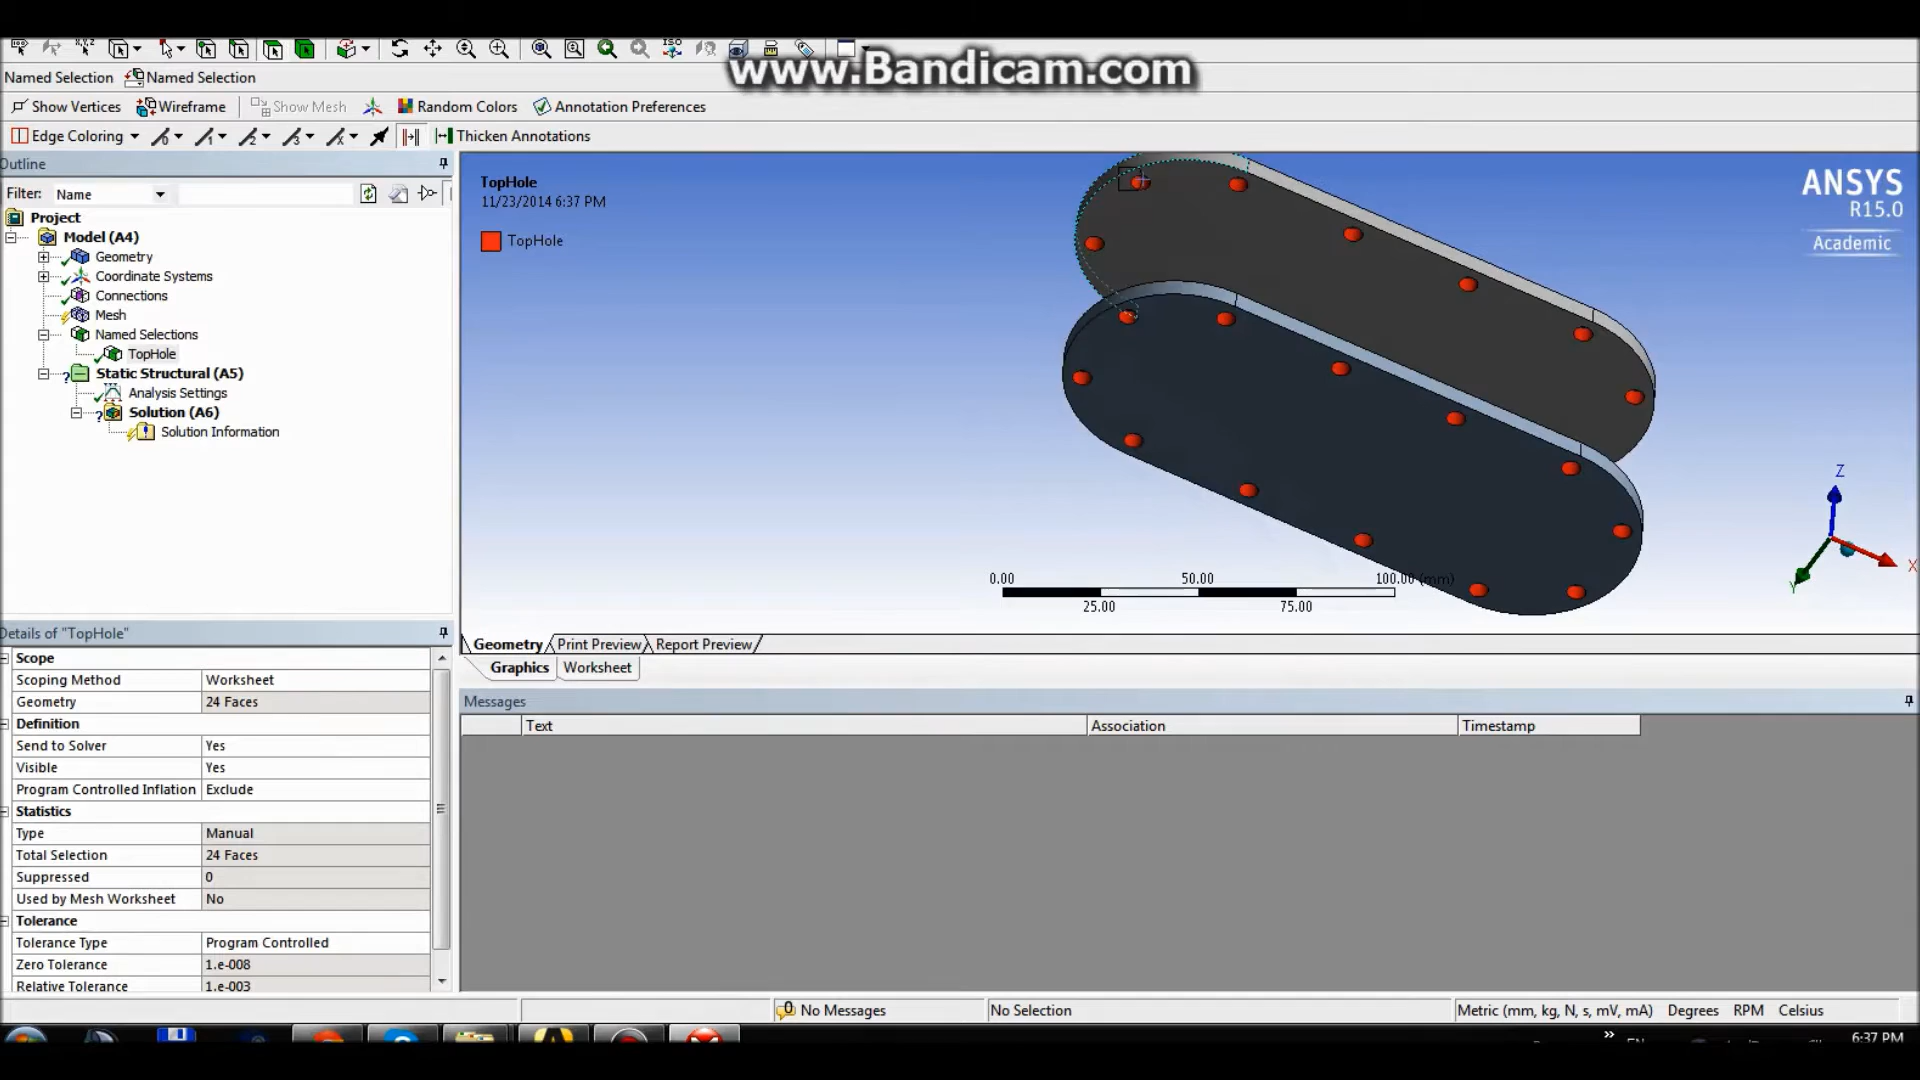 www.Bandicam.com
Named Selection Named Selection
Show Vertices Wireframe Show Mesh Random Colors Annotation Preferences
Edge Coloring Thicken Annotations
Outline
Filter: Name
Project
Model (A4)
Geometry
Coordinate Systems
Connections
Mesh
Named Selections
TopHole
Static Structural (A5)
Analysis Settings
Solution (A6)
Solution Information
TopHole
11/23/2014 6:37 PM
TopHole
ANSYS
R15.0
Academic
Z
X
Y
0.00 50.00 100.00 (mm)
25.00 75.00
Geometry Print Preview Report Preview
Graphics Worksheet
Details of "TopHole"
Scope
Scoping Method Worksheet
Geometry 24 Faces
Definition
Send to Solver Yes
Visible Yes
Program Controlled Inflation Exclude
Statistics
Type Manual
Total Selection 24 Faces
Suppressed 0
Used by Mesh Worksheet No
Tolerance
Tolerance Type Program Controlled
Zero Tolerance 1.e-008
Relative Tolerance 1.e-003
Messages
Text Association Timestamp
No Messages No Selection Metric (mm, kg, N, s, mV, mA) Degrees RPM Celsius
6:37 PM